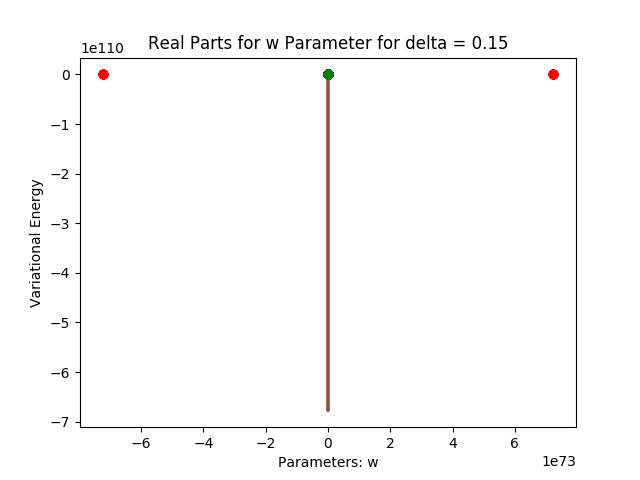 Real Parts for w Parameter for delta = 0.15
1e110
0
−1
−2
−3
−4
−5
−6
−7
Variational Energy
−6 −4 −2 0 2 4 6
1e73
Parameters: w